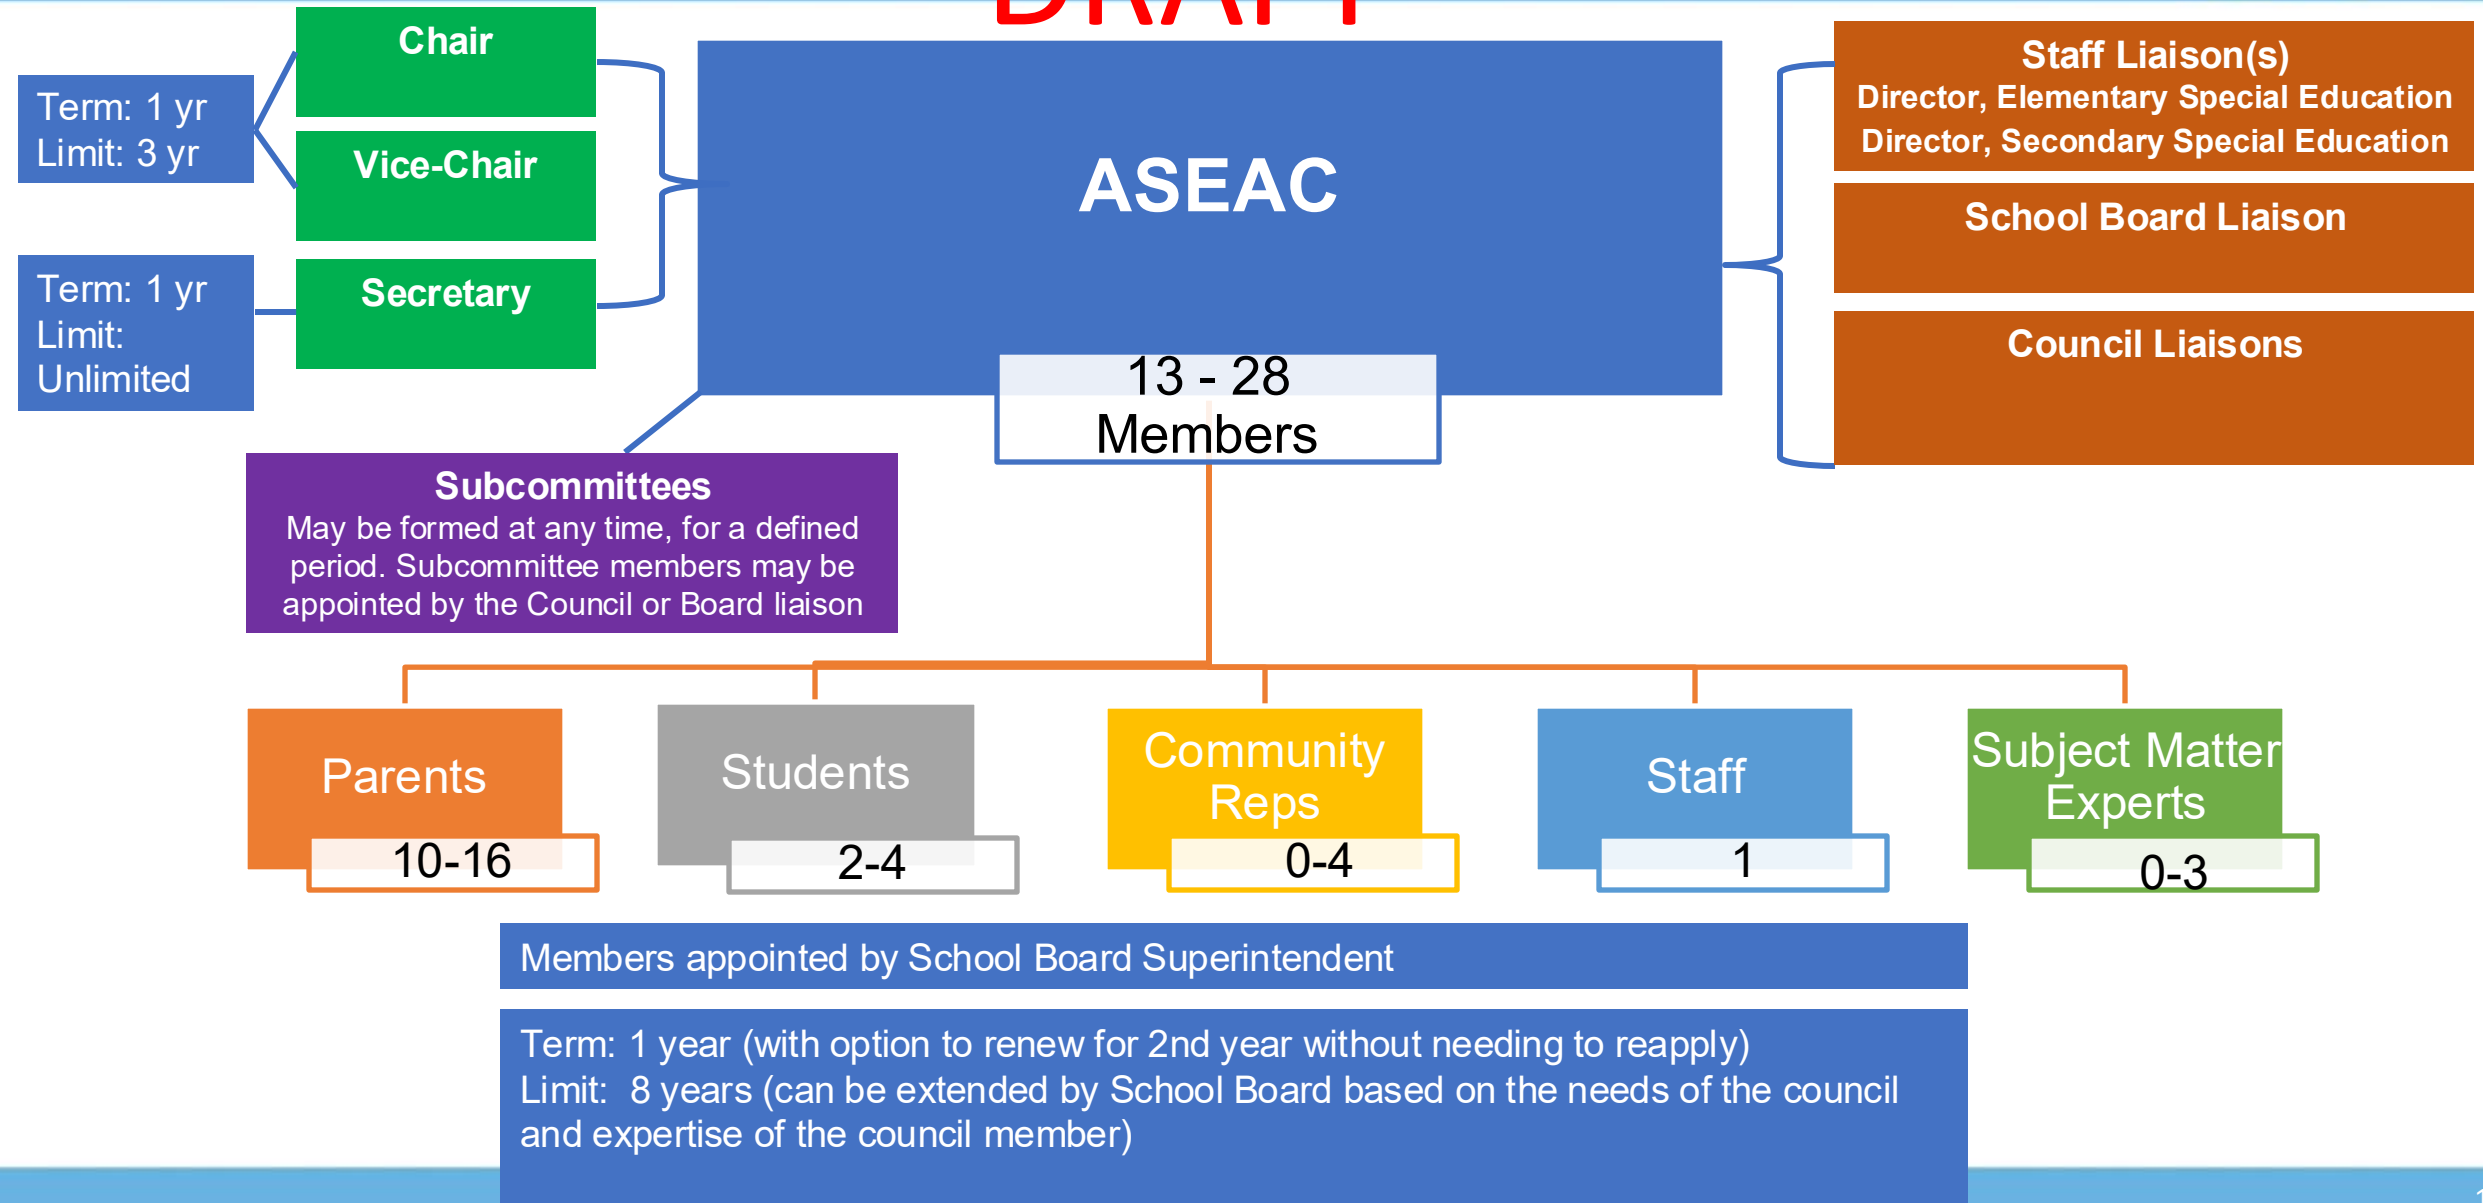 DRAFT
Chair
Term: 1 yr
Limit: 3 yr
Vice-Chair
Term: 1 yr
Limit:
Unlimited
Secretary
ASEAC
13 - 28
Members
Staff Liaison(s)
Director, Elementary Special Education
Director, Secondary Special Education
School Board Liaison
Council Liaisons
Subcommittees
May be formed at any time, for a defined
period. Subcommittee members may be
appointed by the Council or Board liaison
Parents
10-16
Students
2-4
Community
Reps
0-4
Staff
1
Subject Matter
Experts
0-3
Members appointed by School Board Superintendent
Term: 1 year (with option to renew for 2nd year without needing to reapply)
Limit:  8 years (can be extended by School Board based on the needs of the council
and expertise of the council member)